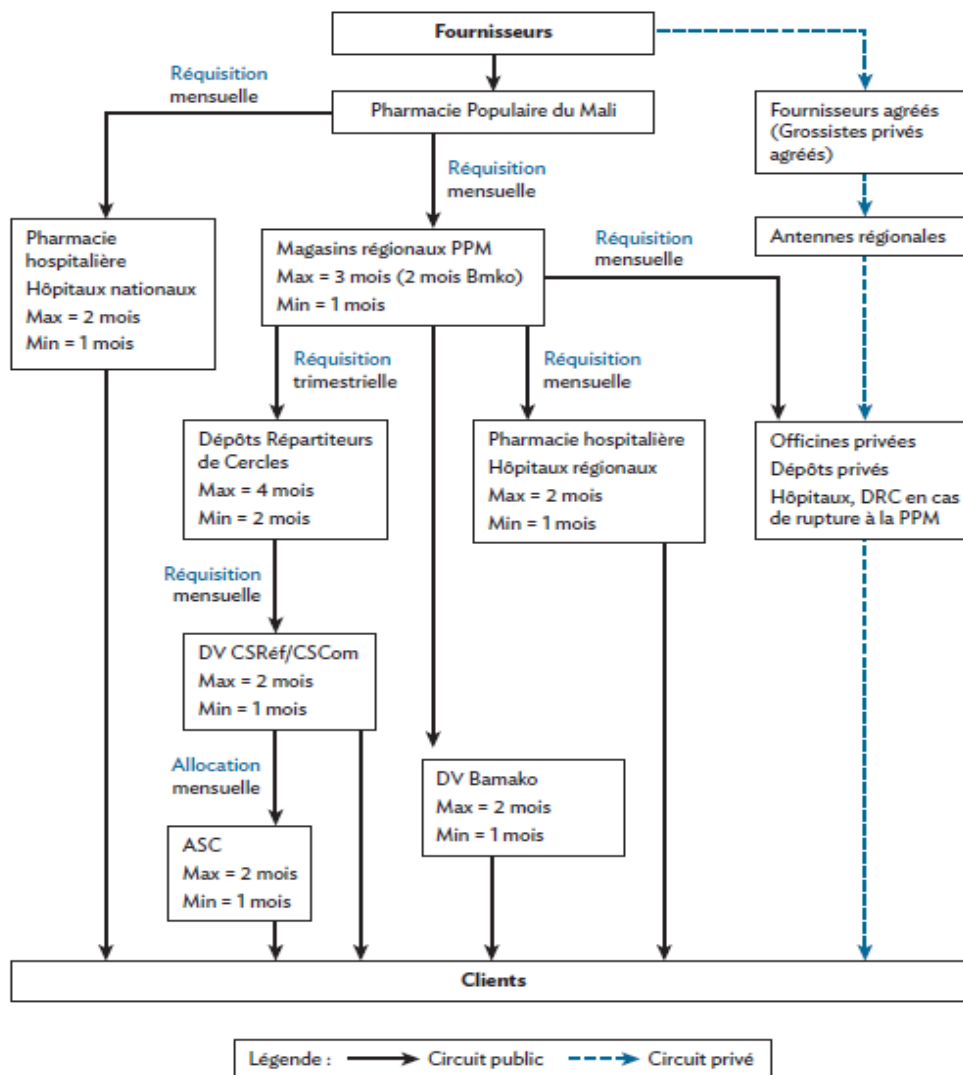 Fournisseurs
Réquisition
mensuelle
Pharmacie Populaire du Mali
Fournisseurs agréés
(Grossistes privés
agréés)
Réquisition
mensuelle
Pharmacie
hospitalière
Hôpitaux nationaux
Max = 2 mois
Min = 1 mois
Magasins régionaux PPM
Max = 3 mois (2 mois Bmko)
Min = 1 mois
Réquisition
mensuelle
Antennes régionales
Réquisition
trimestrielle
Réquisition
mensuelle
Dépôts Répartiteurs
de Cercles
Max = 4 mois
Min = 2 mois
Pharmacie hospitalière
Hôpitaux régionaux
Max = 2 mois
Min = 1 mois
Officines privées
Dépôts privés
Hôpitaux, DRC en cas
de rupture à la PPM
Réquisition
mensuelle
DV CSRéf/CSCom
Max = 2 mois
Min = 1 mois
Allocation
mensuelle
DV Bamako
Max = 2 mois
Min = 1 mois
ASC
Max = 2 mois
Min = 1 mois
Clients
Légende : Circuit public Circuit privé